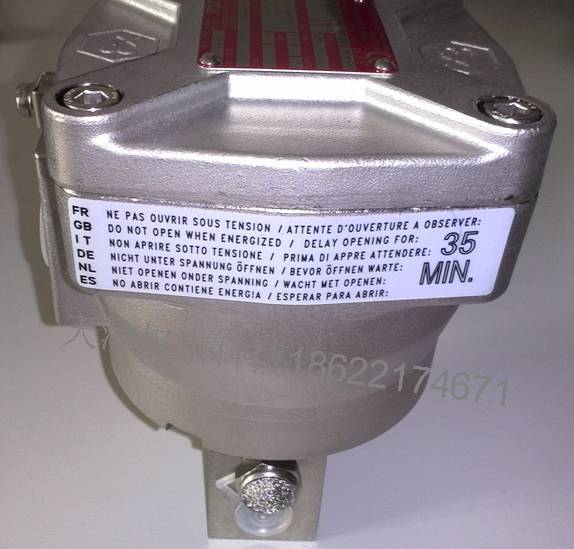 FR NE PAS OUVRIR SOUS TENSION / ATTENTE D'OUVERTURE A OBSERVER:
GB DO NOT OPEN WHEN ENERGIZED / DELAY OPENING FOR:
IT NON APRIRE SOTTO TENSIONE / PRIMA DI APPRE ATTENDERE:
DE NICHT UNTER SPANNUNG ÖFFNEN / BEVOR ÖFFNEN WARTE:
NL NIET OPENEN ONDER SPANNING / WACHT MET OPENEN:
ES NO ABRIR CONTIENE ENERGIA / ESPERAR PARA ABRIR:
35
MIN.
18622174671